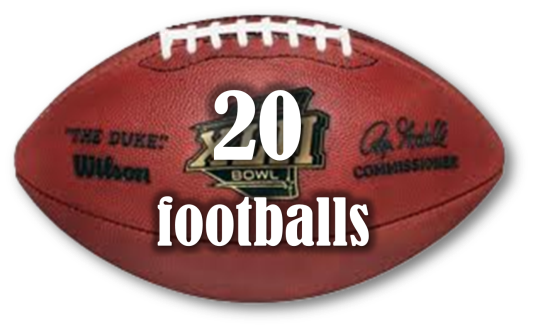 20
"THE DUKE"
Wilson
BOWL
COMMISSIONER
footballs